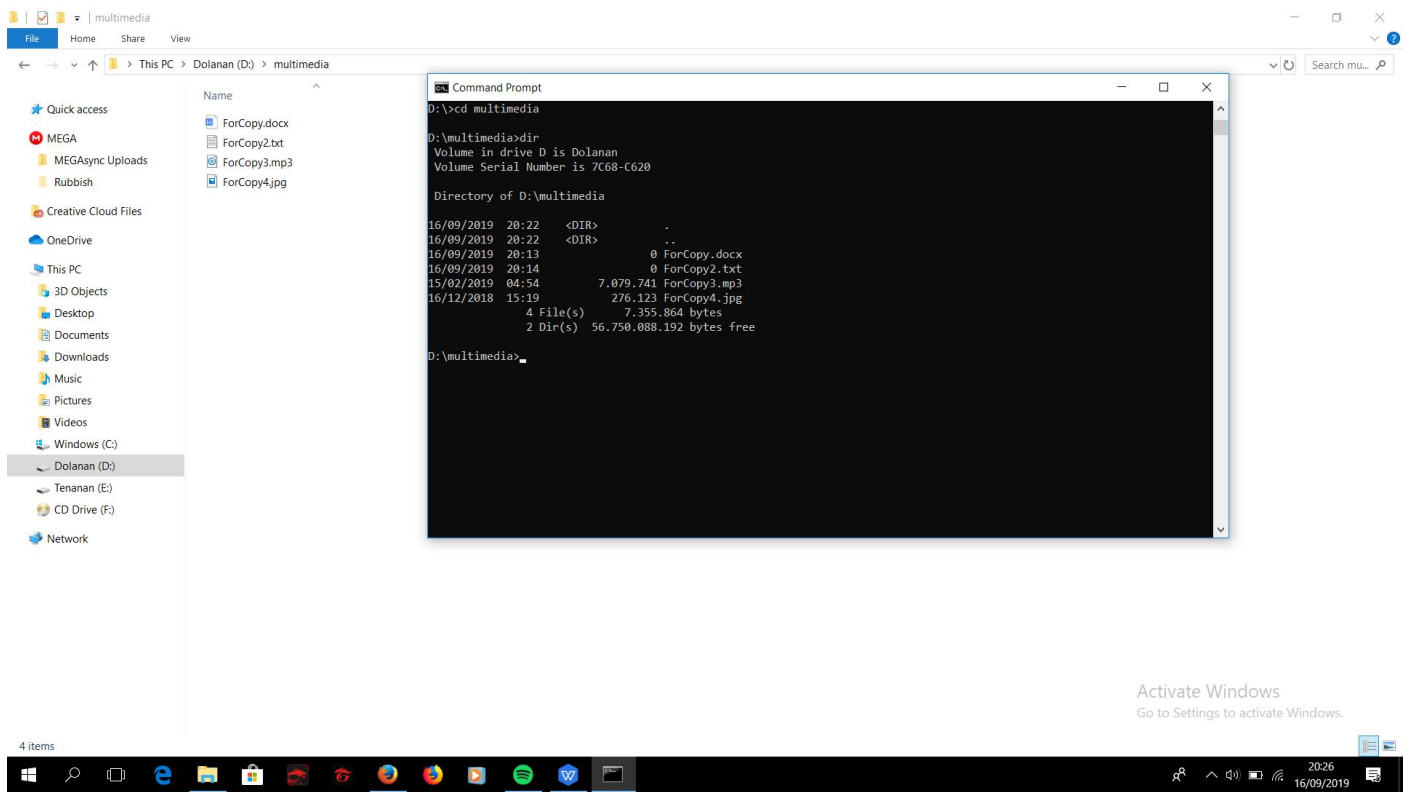 multimedia
File Home Share View
This PC > Dolanan (D:) > multimedia
Search mu...
Quick access
MEGA
MEGAsync Uploads
Rubbish
Creative Cloud Files
OneDrive
This PC
3D Objects
Desktop
Documents
Downloads
Music
Pictures
Videos
Windows (C:)
Dolanan (D:)
Tenanan (E:)
CD Drive (F:)
Network
Name
ForCopy.docx
ForCopy2.txt
ForCopy3.mp3
ForCopy4.jpg
Command Prompt
D:\>cd multimedia
D:\multimedia>dir
Volume in drive D is Dolanan
Volume Serial Number is 7C68-C620
Directory of D:\multimedia
16/09/2019 20:22 <DIR> .
16/09/2019 20:22 <DIR> ..
16/09/2019 20:13 0 ForCopy.docx
16/09/2019 20:14 0 ForCopy2.txt
15/02/2019 04:54 7.079.741 ForCopy3.mp3
16/12/2018 15:19 276.123 ForCopy4.jpg
4 File(s) 7.355.864 bytes
2 Dir(s) 56.750.088.192 bytes free
D:\multimedia>_
Activate Windows
Go to Settings to activate Windows.
4 items
20:26
16/09/2019